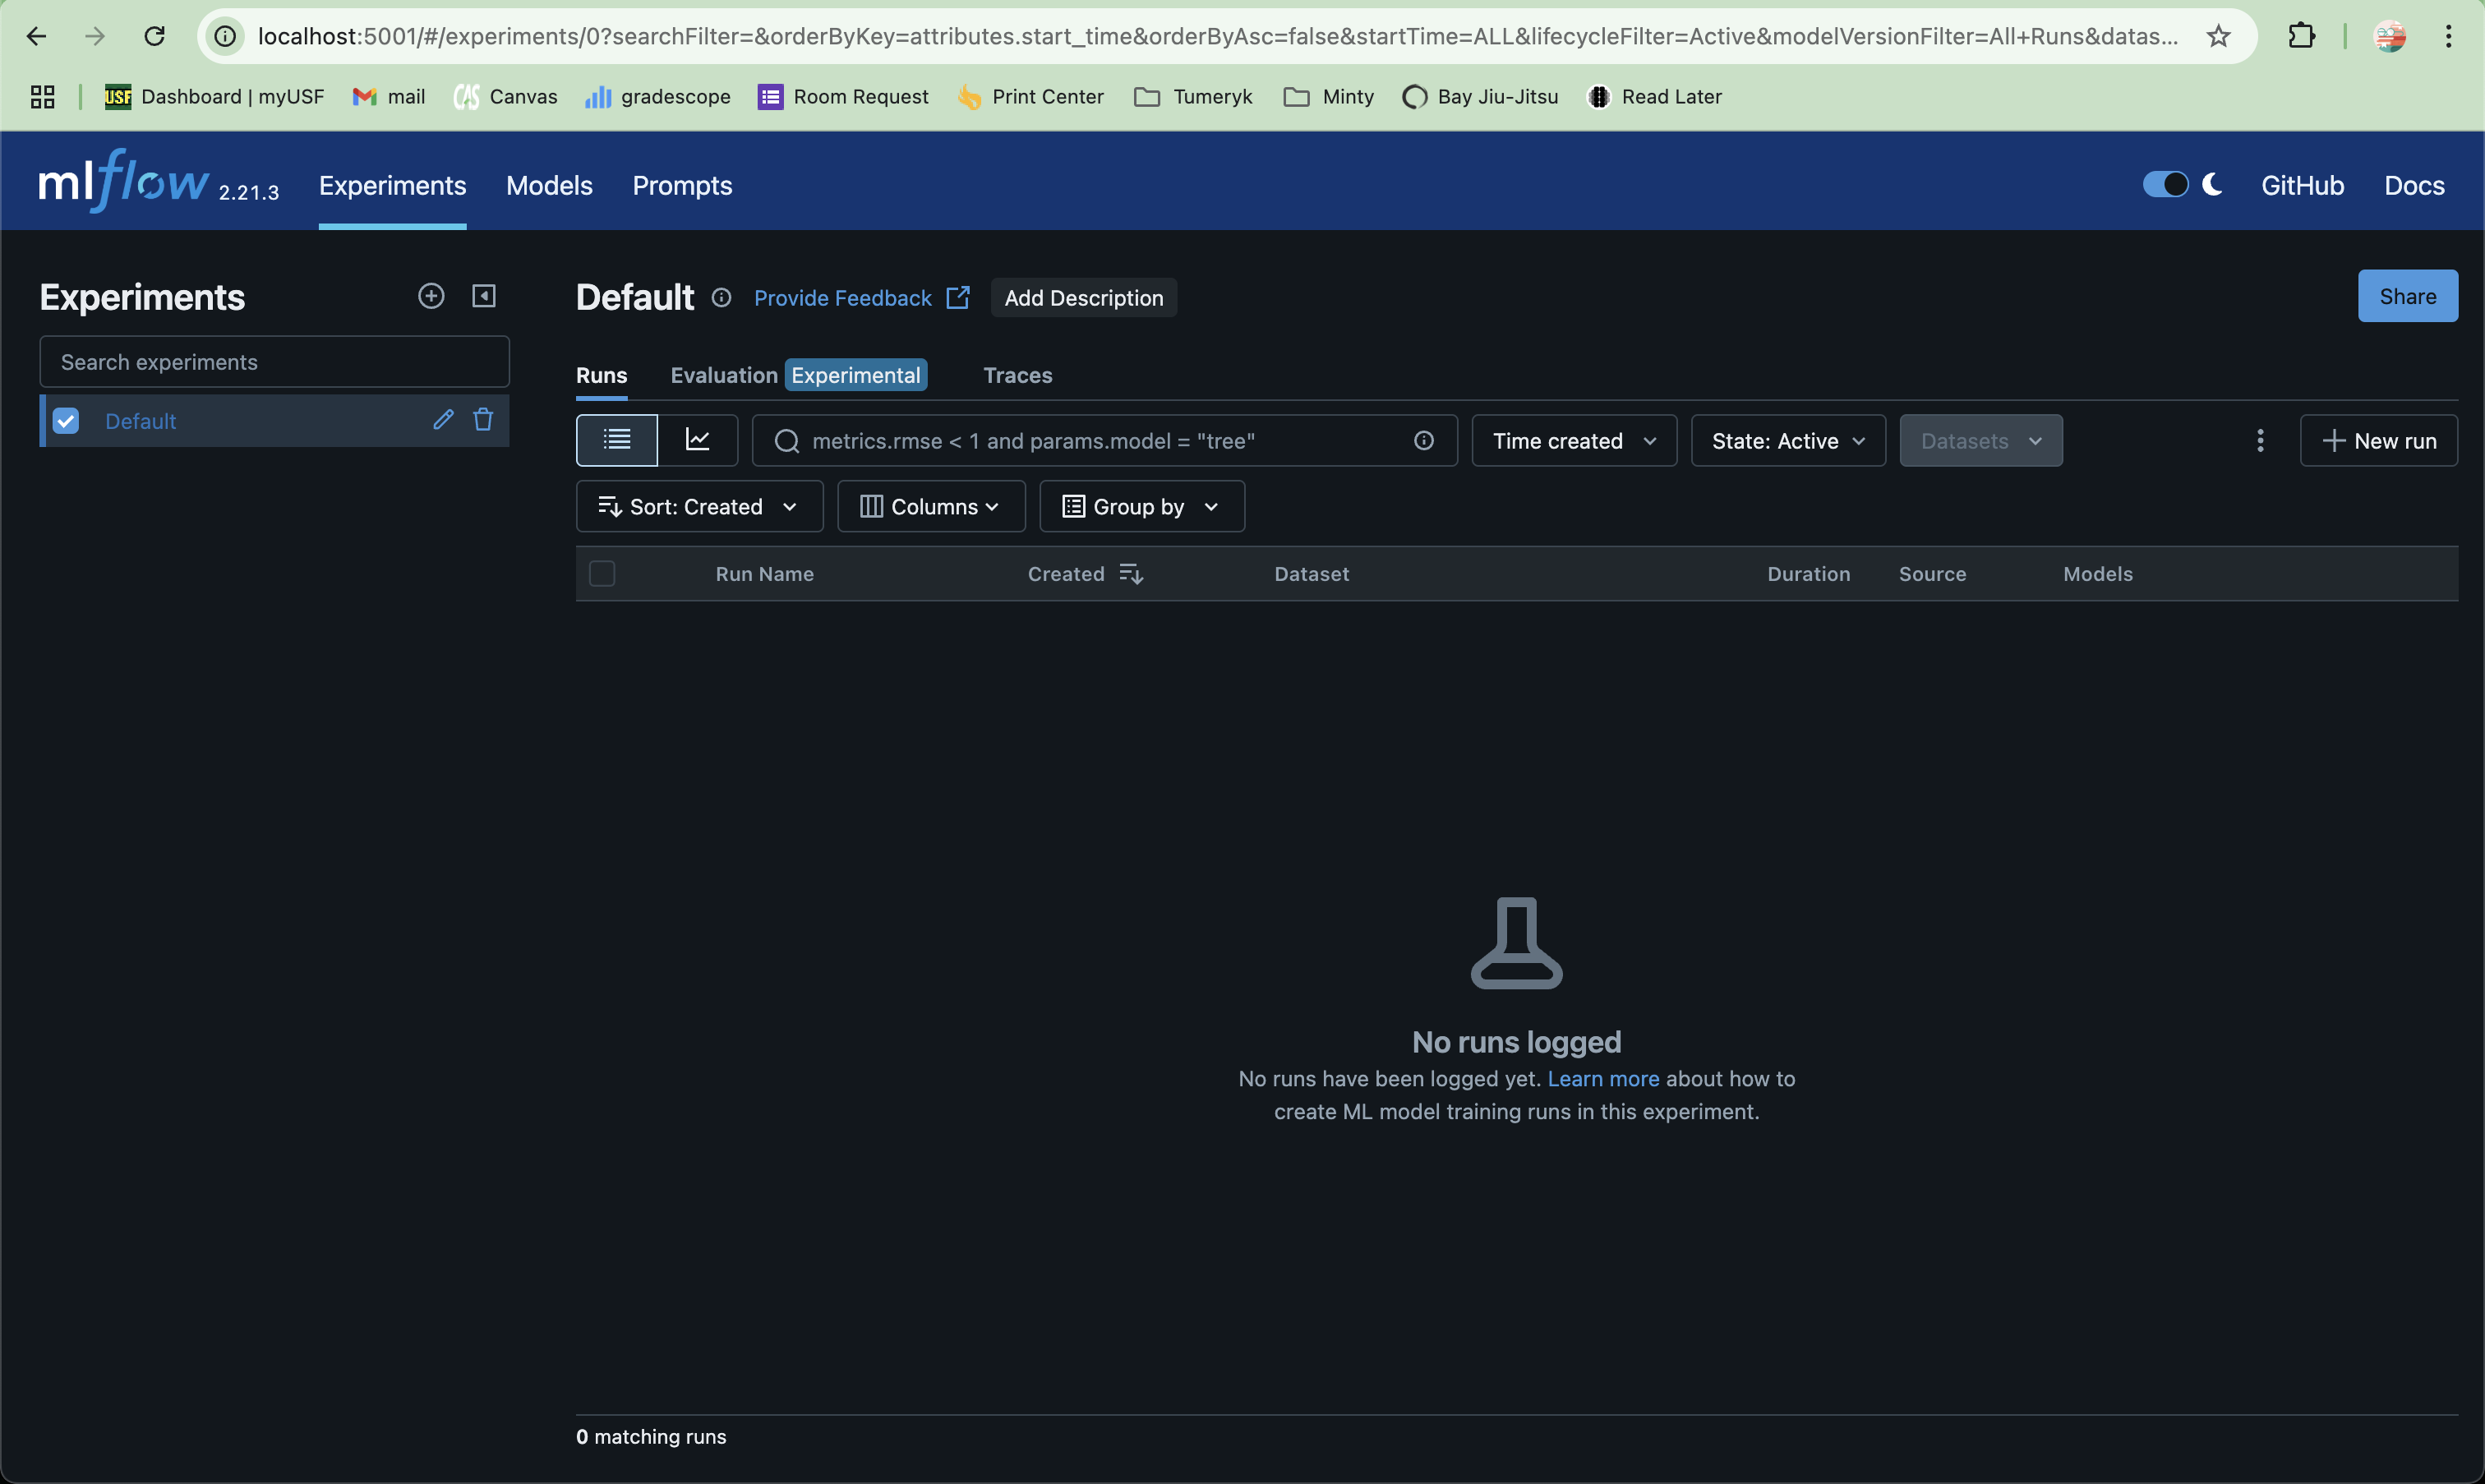 localhost:5001/#/experiments/0?searchFilter=&orderByKey=attributes.start_time&orderByAsc=false&startTime=ALL&lifecycleFilter=Active&modelVersionFilter=All+Runs&datas...
USF Dashboard | myUSF mail CAS Canvas gradescope Room Request Print Center Tumeryk Minty Bay Jiu-Jitsu Read Later
mlflow 2.21.3 Experiments Models Prompts GitHub Docs
Experiments Default Provide Feedback Add Description Share
Search experiments
Runs Evaluation Experimental Traces
Default
metrics.rmse < 1 and params.model = "tree" Time created State: Active Datasets New run
Sort: Created Columns Group by
Run Name Created Dataset Duration Source Models
No runs logged
No runs have been logged yet. Learn more about how to
create ML model training runs in this experiment.
0 matching runs